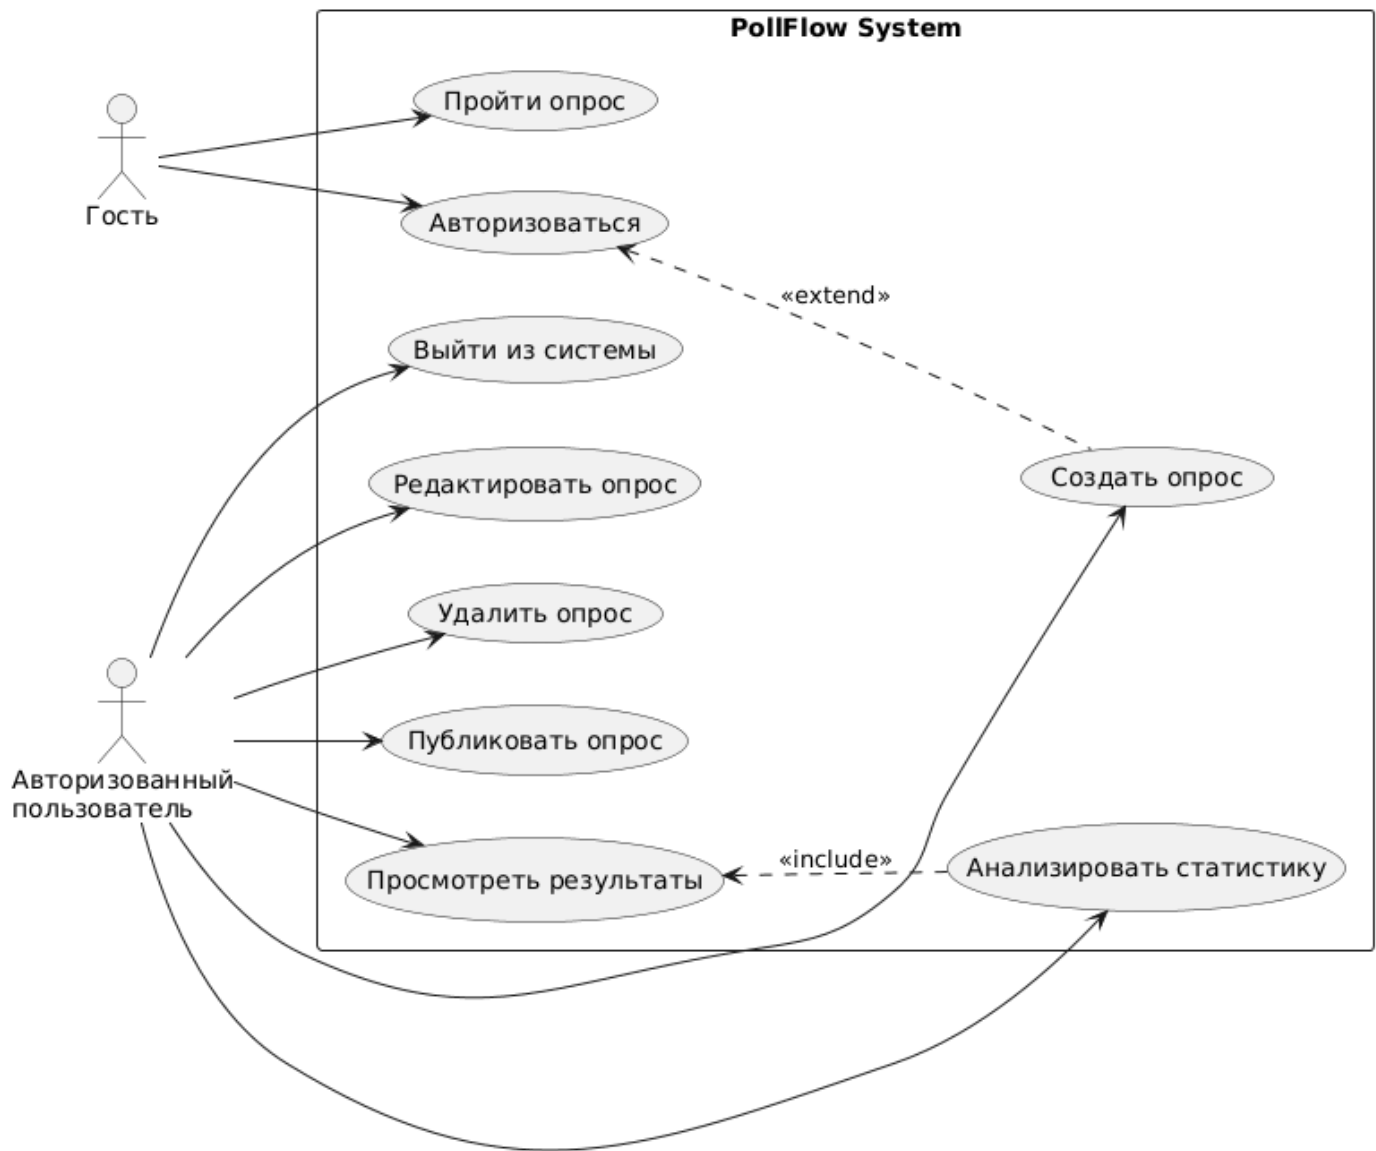 PollFlow System
Пройти опрос
Гость
Авторизоваться
«extend»
Выйти из системы
Редактировать опрос
Создать опрос
Удалить опрос
Публиковать опрос
Авторизованный
пользователь
«include»
Просмотреть результаты
Анализировать статистику